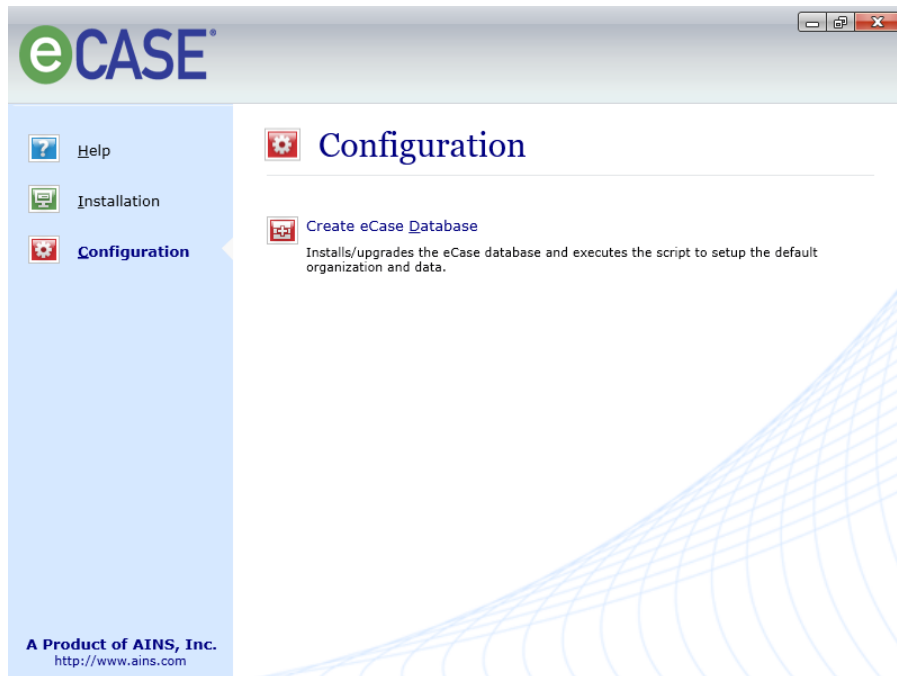 eCASE®
Help
Installation
Configuration
Configuration
Create eCase Database
Installs/upgrades the eCase database and executes the script to setup the default
organization and data.
A Product of AINS, Inc.
http://www.ains.com